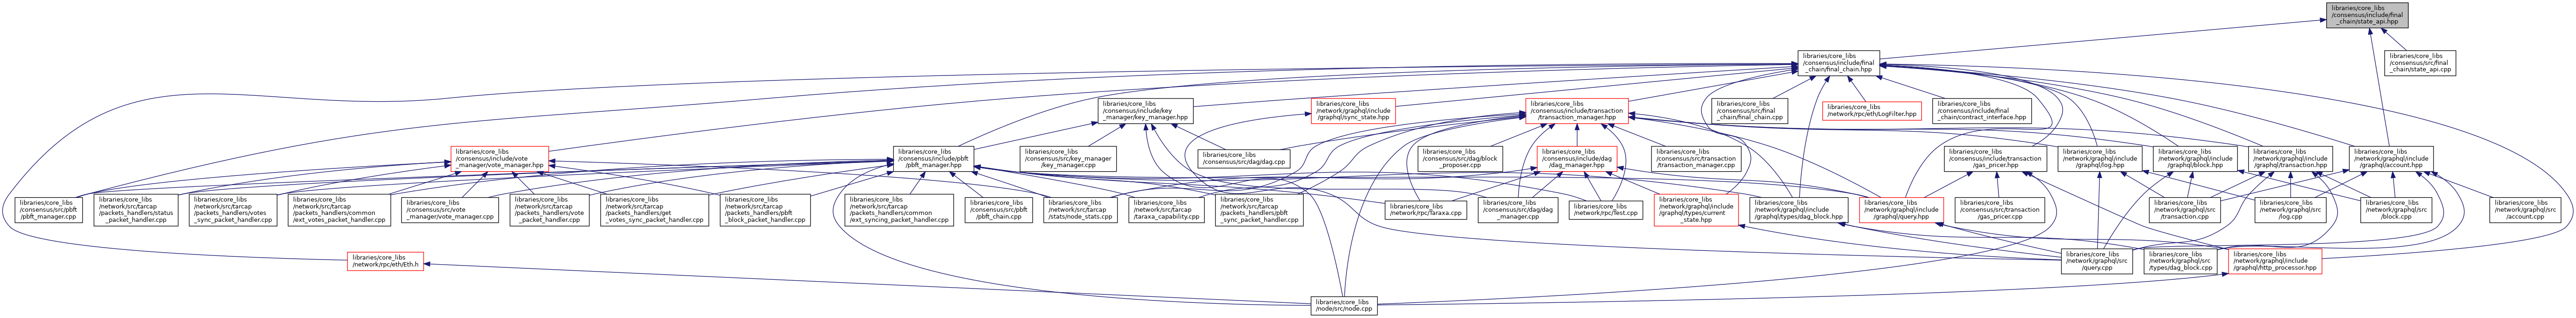 libraries/core_libs
/consensus/include/final
_chain/state_api.hpp
libraries/core_libs
/consensus/include/final
_chain/final_chain.hpp
libraries/core_libs
/consensus/src/final
_chain/state_api.cpp
libraries/core_libs
/consensus/include/key
_manager/key_manager.hpp
libraries/core_libs
/network/graphql/include
/graphql/sync_state.hpp
libraries/core_libs
/consensus/include/transaction
/transaction_manager.hpp
libraries/core_libs
/consensus/src/final
_chain/final_chain.cpp
libraries/core_libs
/network/rpc/eth/LogFilter.hpp
libraries/core_libs
/consensus/include/final
_chain/contract_interface.hpp
libraries/core_libs
/consensus/include/vote
_manager/vote_manager.hpp
libraries/core_libs
/consensus/include/pbft
/pbft_manager.hpp
libraries/core_libs
/consensus/src/key_manager
/key_manager.cpp
libraries/core_libs
/consensus/src/dag/dag.cpp
libraries/core_libs
/consensus/src/dag/block
_proposer.cpp
libraries/core_libs
/consensus/include/dag
/dag_manager.hpp
libraries/core_libs
/consensus/src/transaction
/transaction_manager.cpp
libraries/core_libs
/consensus/include/transaction
/gas_pricer.hpp
libraries/core_libs
/network/graphql/include
/graphql/log.hpp
libraries/core_libs
/network/graphql/include
/graphql/block.hpp
libraries/core_libs
/network/graphql/include
/graphql/transaction.hpp
libraries/core_libs
/network/graphql/include
/graphql/account.hpp
libraries/core_libs
/consensus/src/pbft
/pbft_manager.cpp
libraries/core_libs
/network/src/tarcap
/packets_handlers/status
_packet_handler.cpp
libraries/core_libs
/network/src/tarcap
/packets_handlers/votes
_sync_packet_handler.cpp
libraries/core_libs
/network/src/tarcap
/packets_handlers/common
/ext_votes_packet_handler.cpp
libraries/core_libs
/consensus/src/vote
_manager/vote_manager.cpp
libraries/core_libs
/network/src/tarcap
/packets_handlers/vote
_packet_handler.cpp
libraries/core_libs
/network/src/tarcap
/packets_handlers/get
_votes_sync_packet_handler.cpp
libraries/core_libs
/network/src/tarcap
/packets_handlers/pbft
_block_packet_handler.cpp
libraries/core_libs
/network/src/tarcap
/packets_handlers/common
/ext_syncing_packet_handler.cpp
libraries/core_libs
/consensus/src/pbft
/pbft_chain.cpp
libraries/core_libs
/network/src/tarcap
/stats/node_stats.cpp
libraries/core_libs
/network/src/tarcap
/taraxa_capability.cpp
libraries/core_libs
/network/src/tarcap
/packets_handlers/pbft
_sync_packet_handler.cpp
libraries/core_libs
/network/rpc/Taraxa.cpp
libraries/core_libs
/consensus/src/dag/dag
_manager.cpp
libraries/core_libs
/network/rpc/Test.cpp
libraries/core_libs
/network/graphql/include
/graphql/types/current
_state.hpp
libraries/core_libs
/network/graphql/include
/graphql/types/dag_block.hpp
libraries/core_libs
/network/graphql/include
/graphql/query.hpp
libraries/core_libs
/consensus/src/transaction
/gas_pricer.cpp
libraries/core_libs
/network/graphql/src
/transaction.cpp
libraries/core_libs
/network/graphql/src
/log.cpp
libraries/core_libs
/network/graphql/src
/block.cpp
libraries/core_libs
/network/graphql/src
/account.cpp
libraries/core_libs
/network/rpc/eth/Eth.h
libraries/core_libs
/network/graphql/src
/query.cpp
libraries/core_libs
/network/graphql/src
/types/dag_block.cpp
libraries/core_libs
/network/graphql/include
/graphql/http_processor.hpp
libraries/core_libs
/node/src/node.cpp